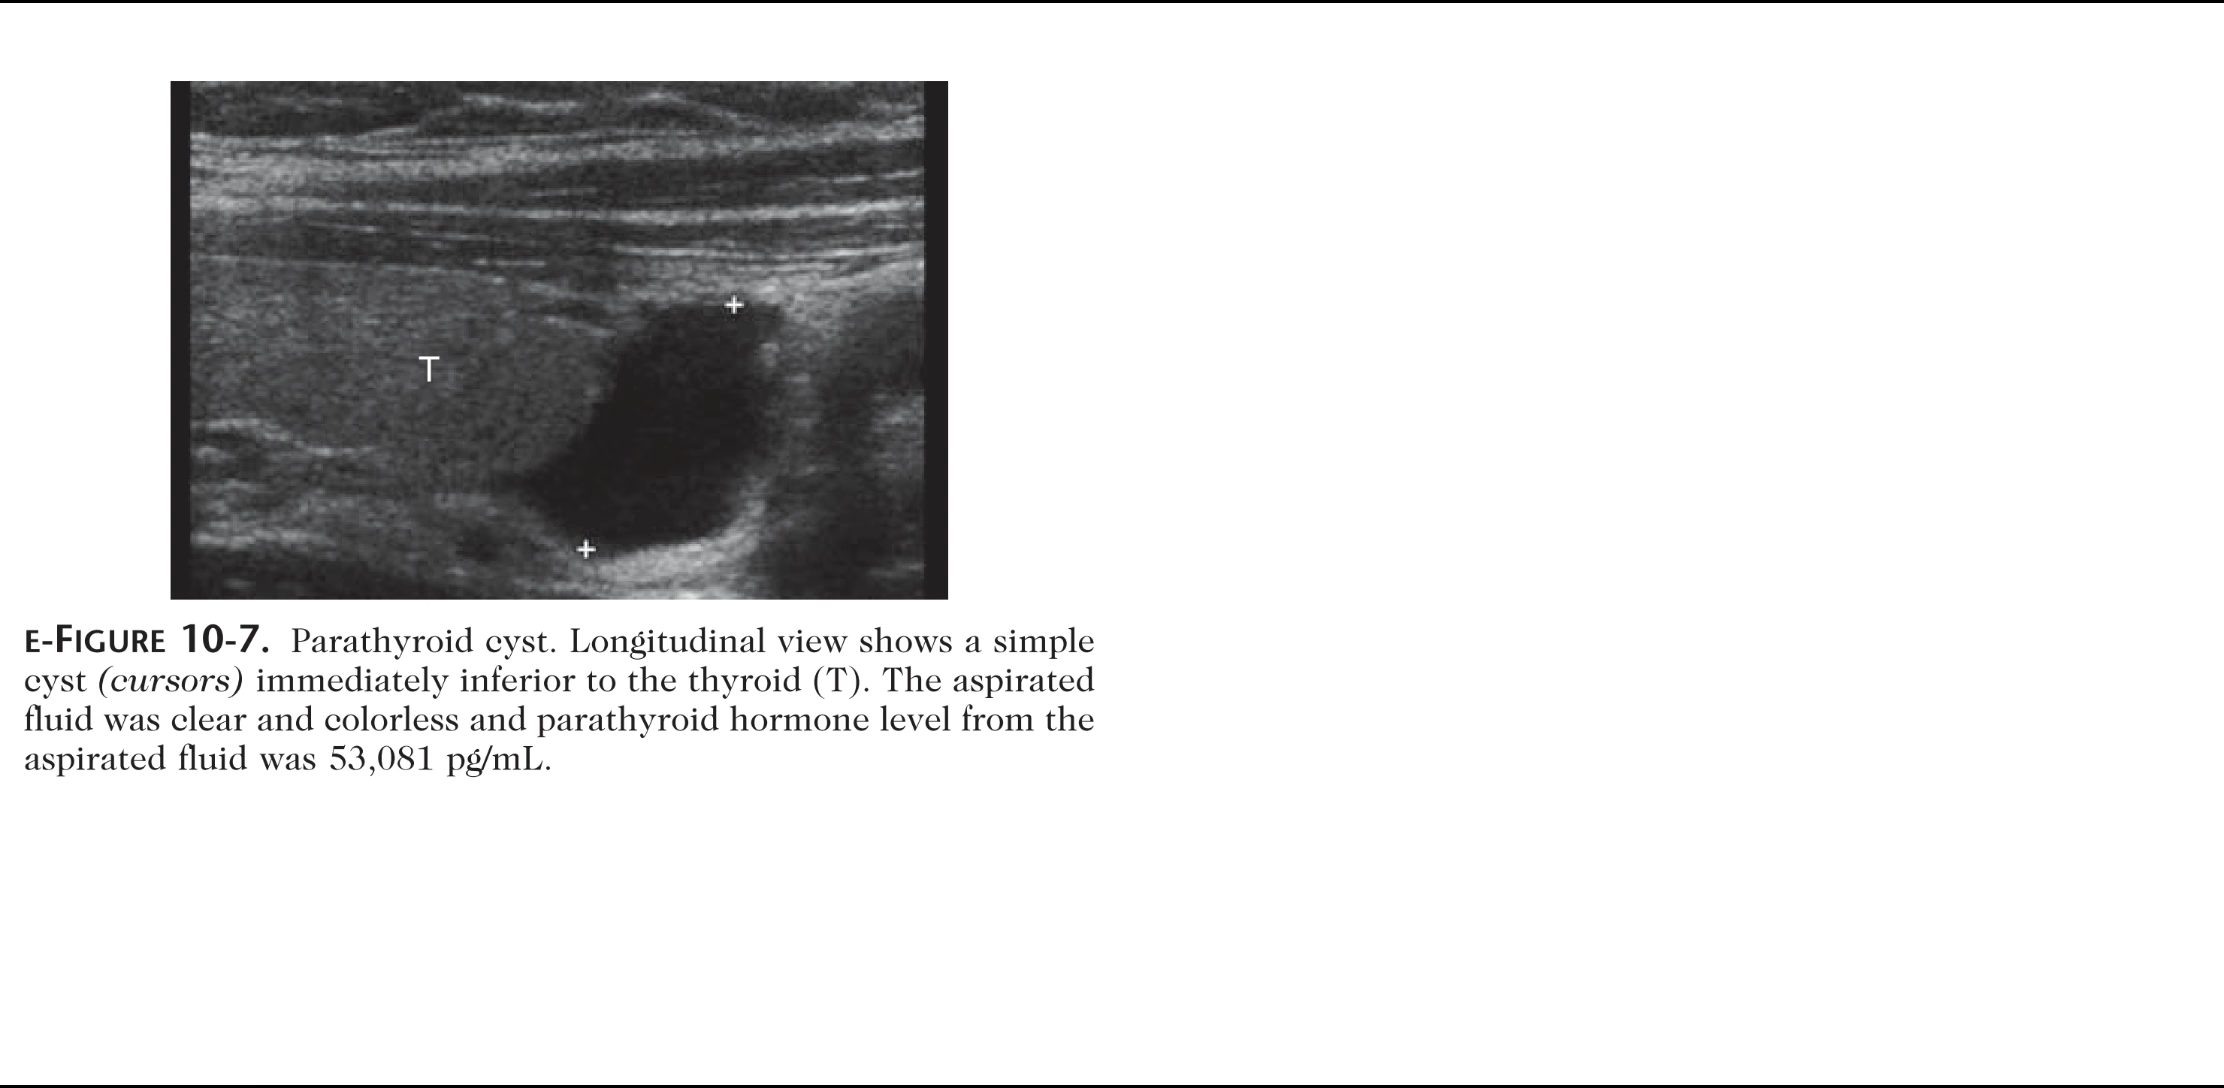 T
E-FIGURE 10-7. Parathyroid cyst. Longitudinal view shows a simple
cyst (cursors) immediately inferior to the thyroid (T). The aspirated
fluid was clear and colorless and parathyroid hormone level from the
aspirated fluid was 53,081 pg/mL.